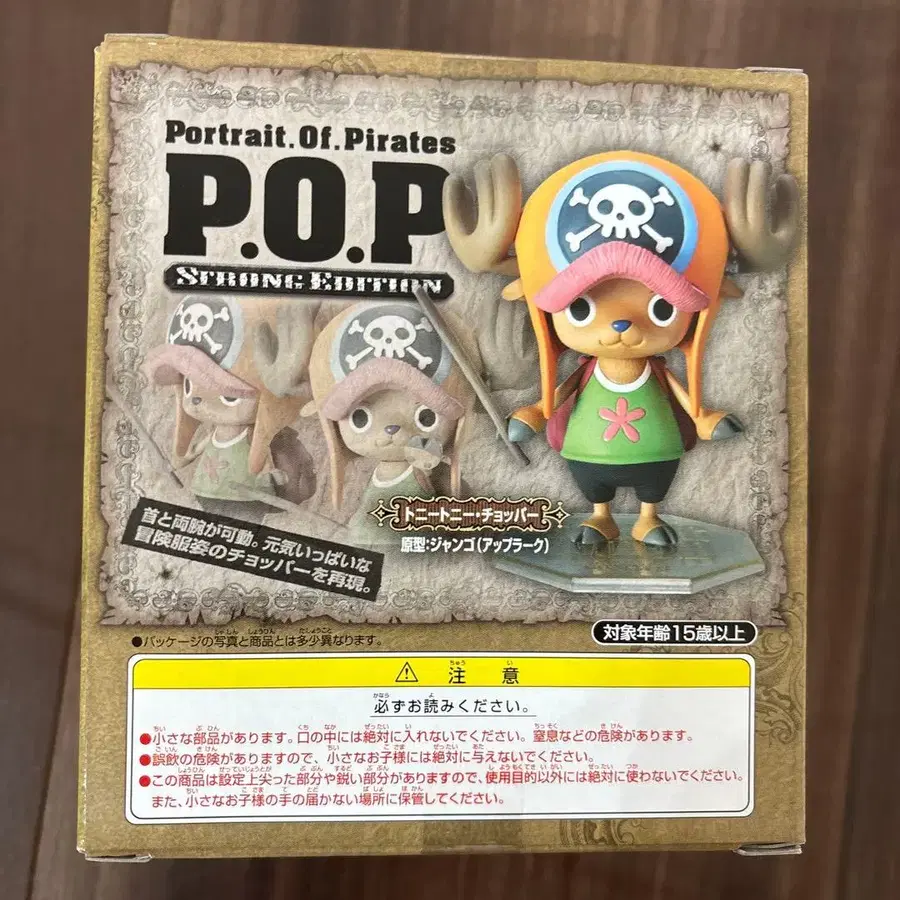 Portrait.Of.Pirates
P.O.P
STRONG EDITION
トニートニー・チョッパー
原型:ジャンゴ(アップラーク)
首と両腕が可動。元気いっぱいな
冒険服姿のチョッパーを再現。
●パッケージの写真と商品とは多少異なります。
対象年齢15歳以上
注意
必ずお読みください。
●小さな部品があります。口の中には絶対に入れないでください。窒息などの危険があります。
●誤飲の危険がありますので、小さなお子様には絶対に与えないでください。
●この商品は設定上尖った部分や鋭い部分がありますので、使用目的以外には絶対に使わないでください。
また、小さなお子様の手の届かない場所に保管してください。